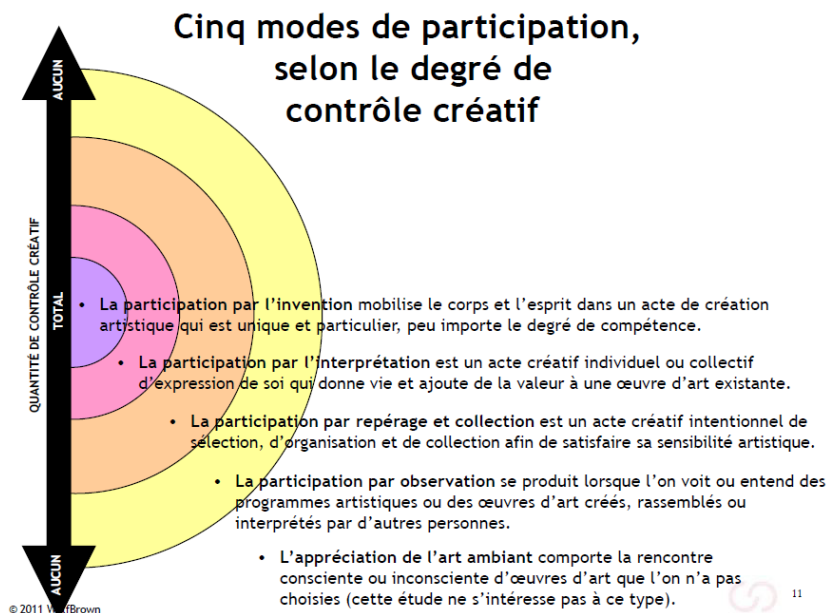 Cinq modes de participation,
selon le degré de
contrôle créatif
AUCUN
QUANTITÉ DE CONTRÔLE CRÉATIF
TOTAL
AUCUN
• La participation par l'invention mobilise le corps et l'esprit dans un acte de création
artistique qui est unique et particulier, peu importe le degré de compétence.
• La participation par l'interprétation est un acte créatif individuel ou collectif
d'expression de soi qui donne vie et ajoute de la valeur à une œuvre d'art existante.
• La participation par repérage et collection est un acte créatif intentionnel de
sélection, d'organisation et de collection afin de satisfaire sa sensibilité artistique.
• La participation par observation se produit lorsque l'on voit ou entend des
programmes artistiques ou des œuvres d'art créés, rassemblés ou
interprétés par d'autres personnes.
• L'appréciation de l'art ambiant comporte la rencontre
consciente ou inconsciente d'œuvres d'art que l'on n'a pas
choisies (cette étude ne s'intéresse pas à ce type).
11
© 2011 WolfBrown